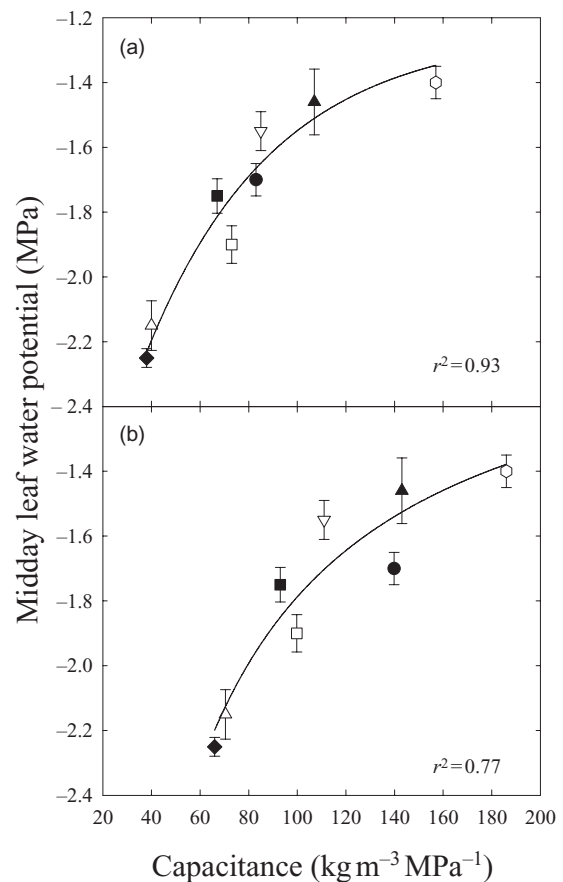 −1.2
(a)
−1.4
−1.6
−1.8
−2.0
−2.2
r² = 0.93
−2.4
(b)
−1.4
−1.6
−1.8
−2.0
−2.2
r² = 0.77
−2.4
20 40 60 80 100 120 140 160 180 200
Midday leaf water potential (MPa)
Capacitance (kg m⁻³ MPa⁻¹)